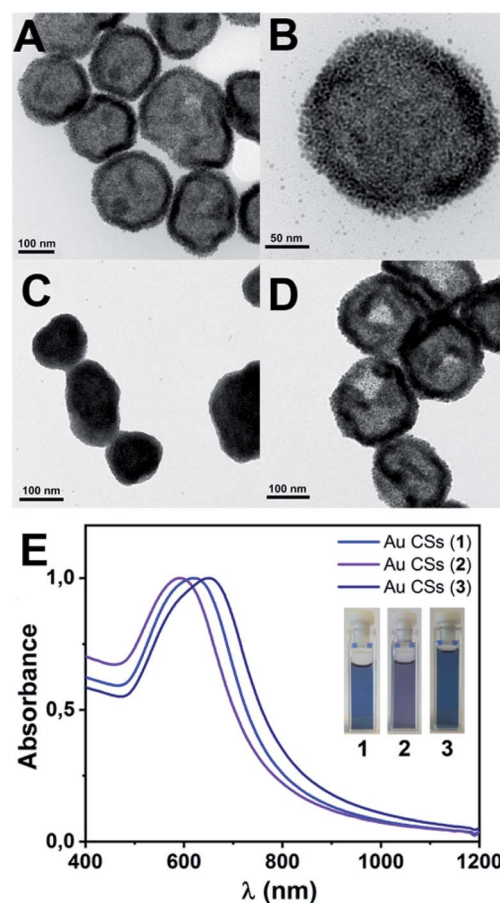 A
B
100 nm
50 nm
C
D
100 nm
100 nm
E
Au CSs (1)
Au CSs (2)
Au CSs (3)
1,0
0,5
0,0
Absorbance
1 2 3
400 600 800 1000 1200
λ (nm)